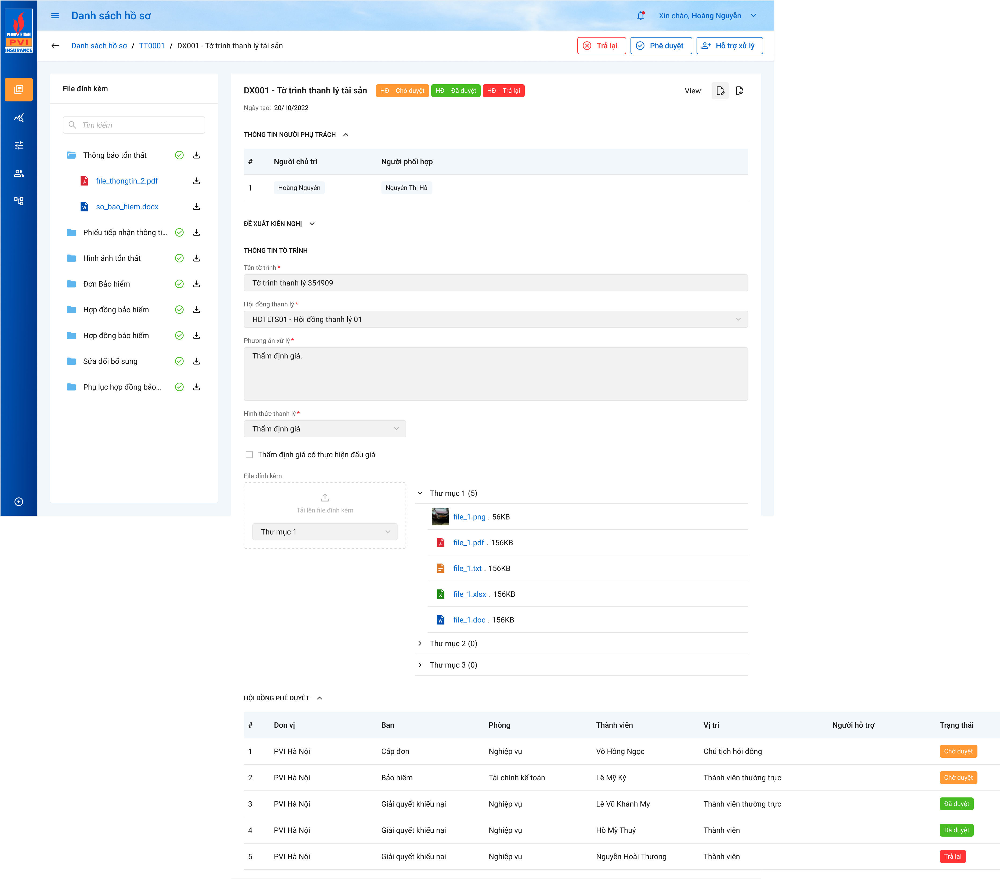 PETROVIETNAM
PVI
INSURANCE
Danh sách hồ sơ
Xin chào, Hoàng Nguyễn
Danh sách hồ sơ / TT0001 / DX001 - Tờ trình thanh lý tài sản
Trả lại
Phê duyệt
Hỗ trợ xử lý
File đính kèm
Tìm kiếm
Thông báo tổn thất
file_thongtin_2.pdf
so_bao_hiem.docx
Phiếu tiếp nhận thông ti...
Hình ảnh tổn thất
Đơn Bảo hiểm
Hợp đồng bảo hiểm
Hợp đồng bảo hiểm
Sửa đổi bổ sung
Phụ lục hợp đồng bảo...
DX001 - Tờ trình thanh lý tài sản
HĐ - Chờ duyệt
HĐ - Đã duyệt
HĐ - Trả lại
View:
Ngày tạo: 20/10/2022
THÔNG TIN NGƯỜI PHỤ TRÁCH
# Người chủ trì Người phối hợp
1 Hoàng Nguyễn Nguyễn Thị Hà
ĐỀ XUẤT KIẾN NGHỊ
THÔNG TIN TỜ TRÌNH
Tên tờ trình *
Tờ trình thanh lý 354909
Hội đồng thanh lý *
HDTLTS01 - Hội đồng thanh lý 01
Phương án xử lý *
Thẩm định giá.
Hình thức thanh lý *
Thẩm định giá
Thẩm định giá có thực hiện đấu giá
File đính kèm
Tải lên file đính kèm
Thư mục 1
Thư mục 1 (5)
file_1.png . 56KB
file_1.pdf . 156KB
file_1.txt . 156KB
file_1.xlsx . 156KB
file_1.doc . 156KB
Thư mục 2 (0)
Thư mục 3 (0)
HỘI ĐỒNG PHÊ DUYỆT
# Đơn vị Ban Phòng Thành viên Vị trí Người hỗ trợ Trạng thái
1 PVI Hà Nội Cấp đơn Nghiệp vụ Võ Hồng Ngọc Chủ tịch hội đồng Chờ duyệt
2 PVI Hà Nội Bảo hiểm Tài chính kế toán Lê Mỹ Kỳ Thành viên thường trực Chờ duyệt
3 PVI Hà Nội Giải quyết khiếu nại Nghiệp vụ Lê Vũ Khánh My Thành viên thường trực Đã duyệt
4 PVI Hà Nội Giải quyết khiếu nại Nghiệp vụ Hồ Mỹ Thuý Thành viên Đã duyệt
5 PVI Hà Nội Giải quyết khiếu nại Nghiệp vụ Nguyễn Hoài Thương Thành viên Trả lại